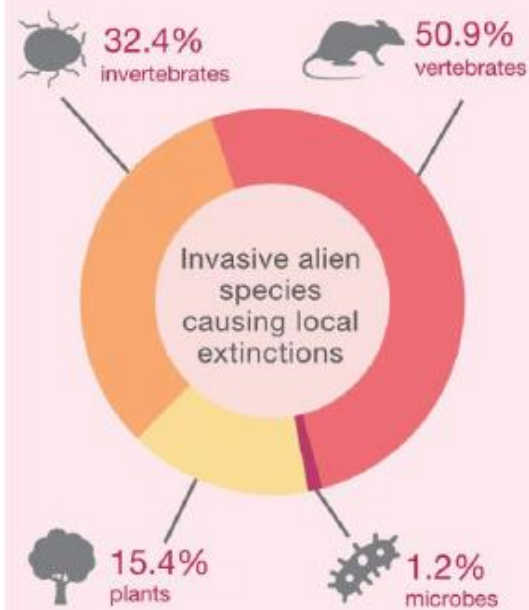 32.4%
invertebrates
50.9%
vertebrates
Invasive alien
species
causing local
extinctions
15.4%
plants
1.2%
microbes